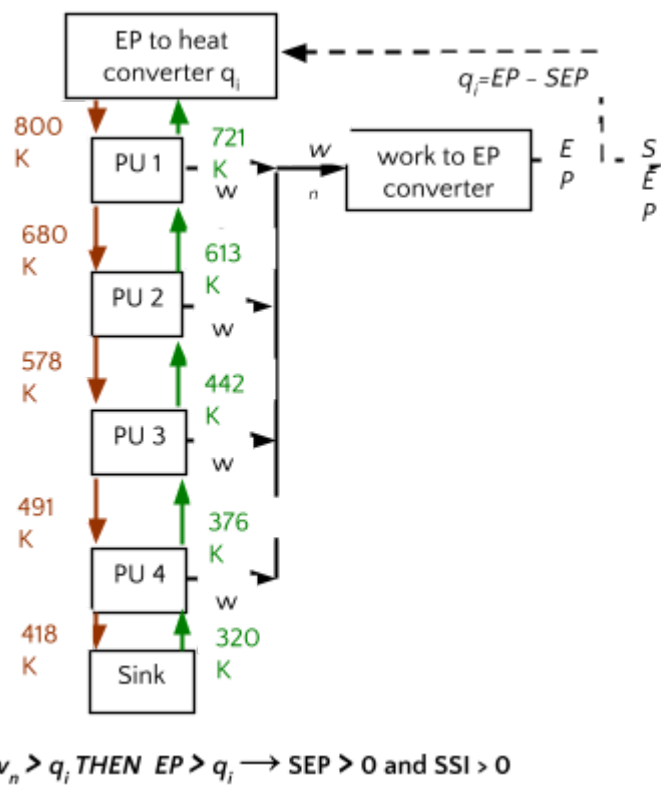 EP to heat
converter qi
qi=EP – SEP
800
K
PU 1
721
K
W
W
n
work to EP
converter
E
P
S
E
P
680
K
613
K
PU 2
W
578
K
442
K
PU 3
W
491
K
376
K
PU 4
W
418
K
320
K
Sink
vn > qi THEN EP > qi → SEP > 0 and SSI > 0